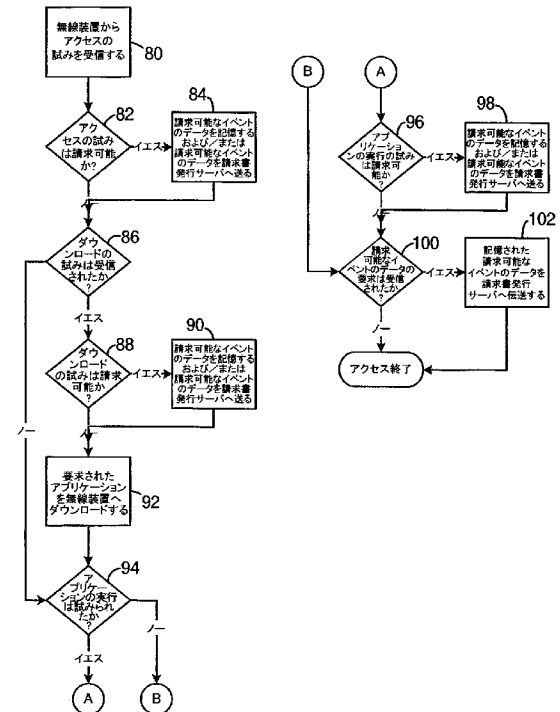 無線装置から
アクセスの
試みを受信する
80
82
アク
セスの試み
は請求可能
か?
イエス
84
請求可能なイベント
のデータを記憶する
および/または
請求可能なイベント
のデータを請求書
発行サーバへ送る
ノー
86
ダウ
ンロードの
試みは受信
されたか
?
イエス
ノー
88
ダウ
ンロード
の試みは請求
可能か
?
イエス
90
請求可能なイベント
のデータを記憶する
および/または
請求可能なイベント
のデータを請求書
発行サーバへ送る
ノー
要求された
アプリケーション
を無線装置へ
ダウンロードする
92
94
ア
プリケー
ションの実行
は試みられ
たか
?
イエス
ノー
A
B
B
A
96
アプ
リケーショ
ンの実行の試み
は請求可
能か
?
イエス
98
請求可能なイベント
のデータを記憶する
および/または
請求可能なイベント
のデータを請求書
発行サーバへ送る
ノー
100
請求
可能なイ
ベントのデータの
要求は受信
されたか
?
イエス
102
記憶された
請求可能な
イベントのデータを
請求書発行
サーバへ伝送する
ノー
アクセス終了